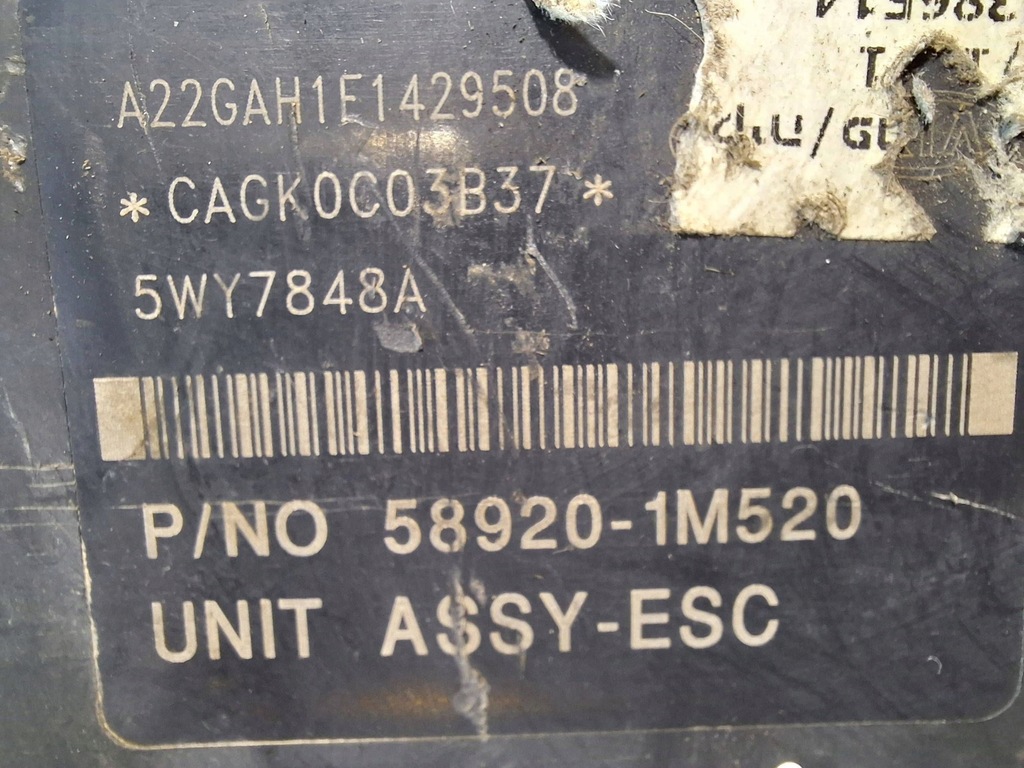 A22GAH1E1429508
*CAGK0C03B37*
5WY7848A
P/NO 58920-1M520
UNIT ASSY-ESC